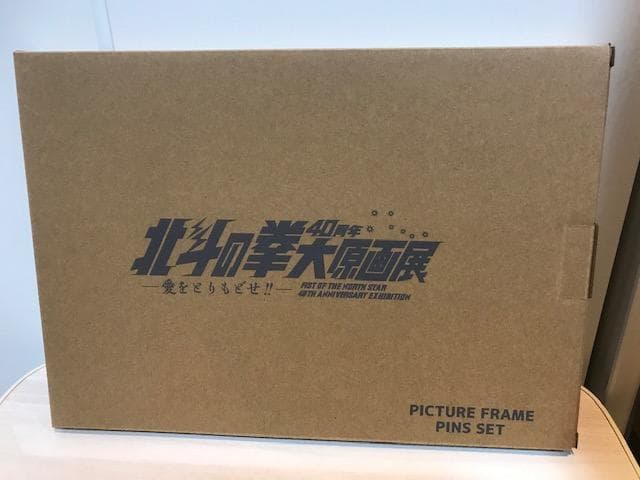 40周年
北斗の拳大原画展
―愛をとりもどせ!!―
FIST OF THE NORTH STAR
40TH ANNIVERSARY EXHIBITION
PICTURE FRAME
PINS SET